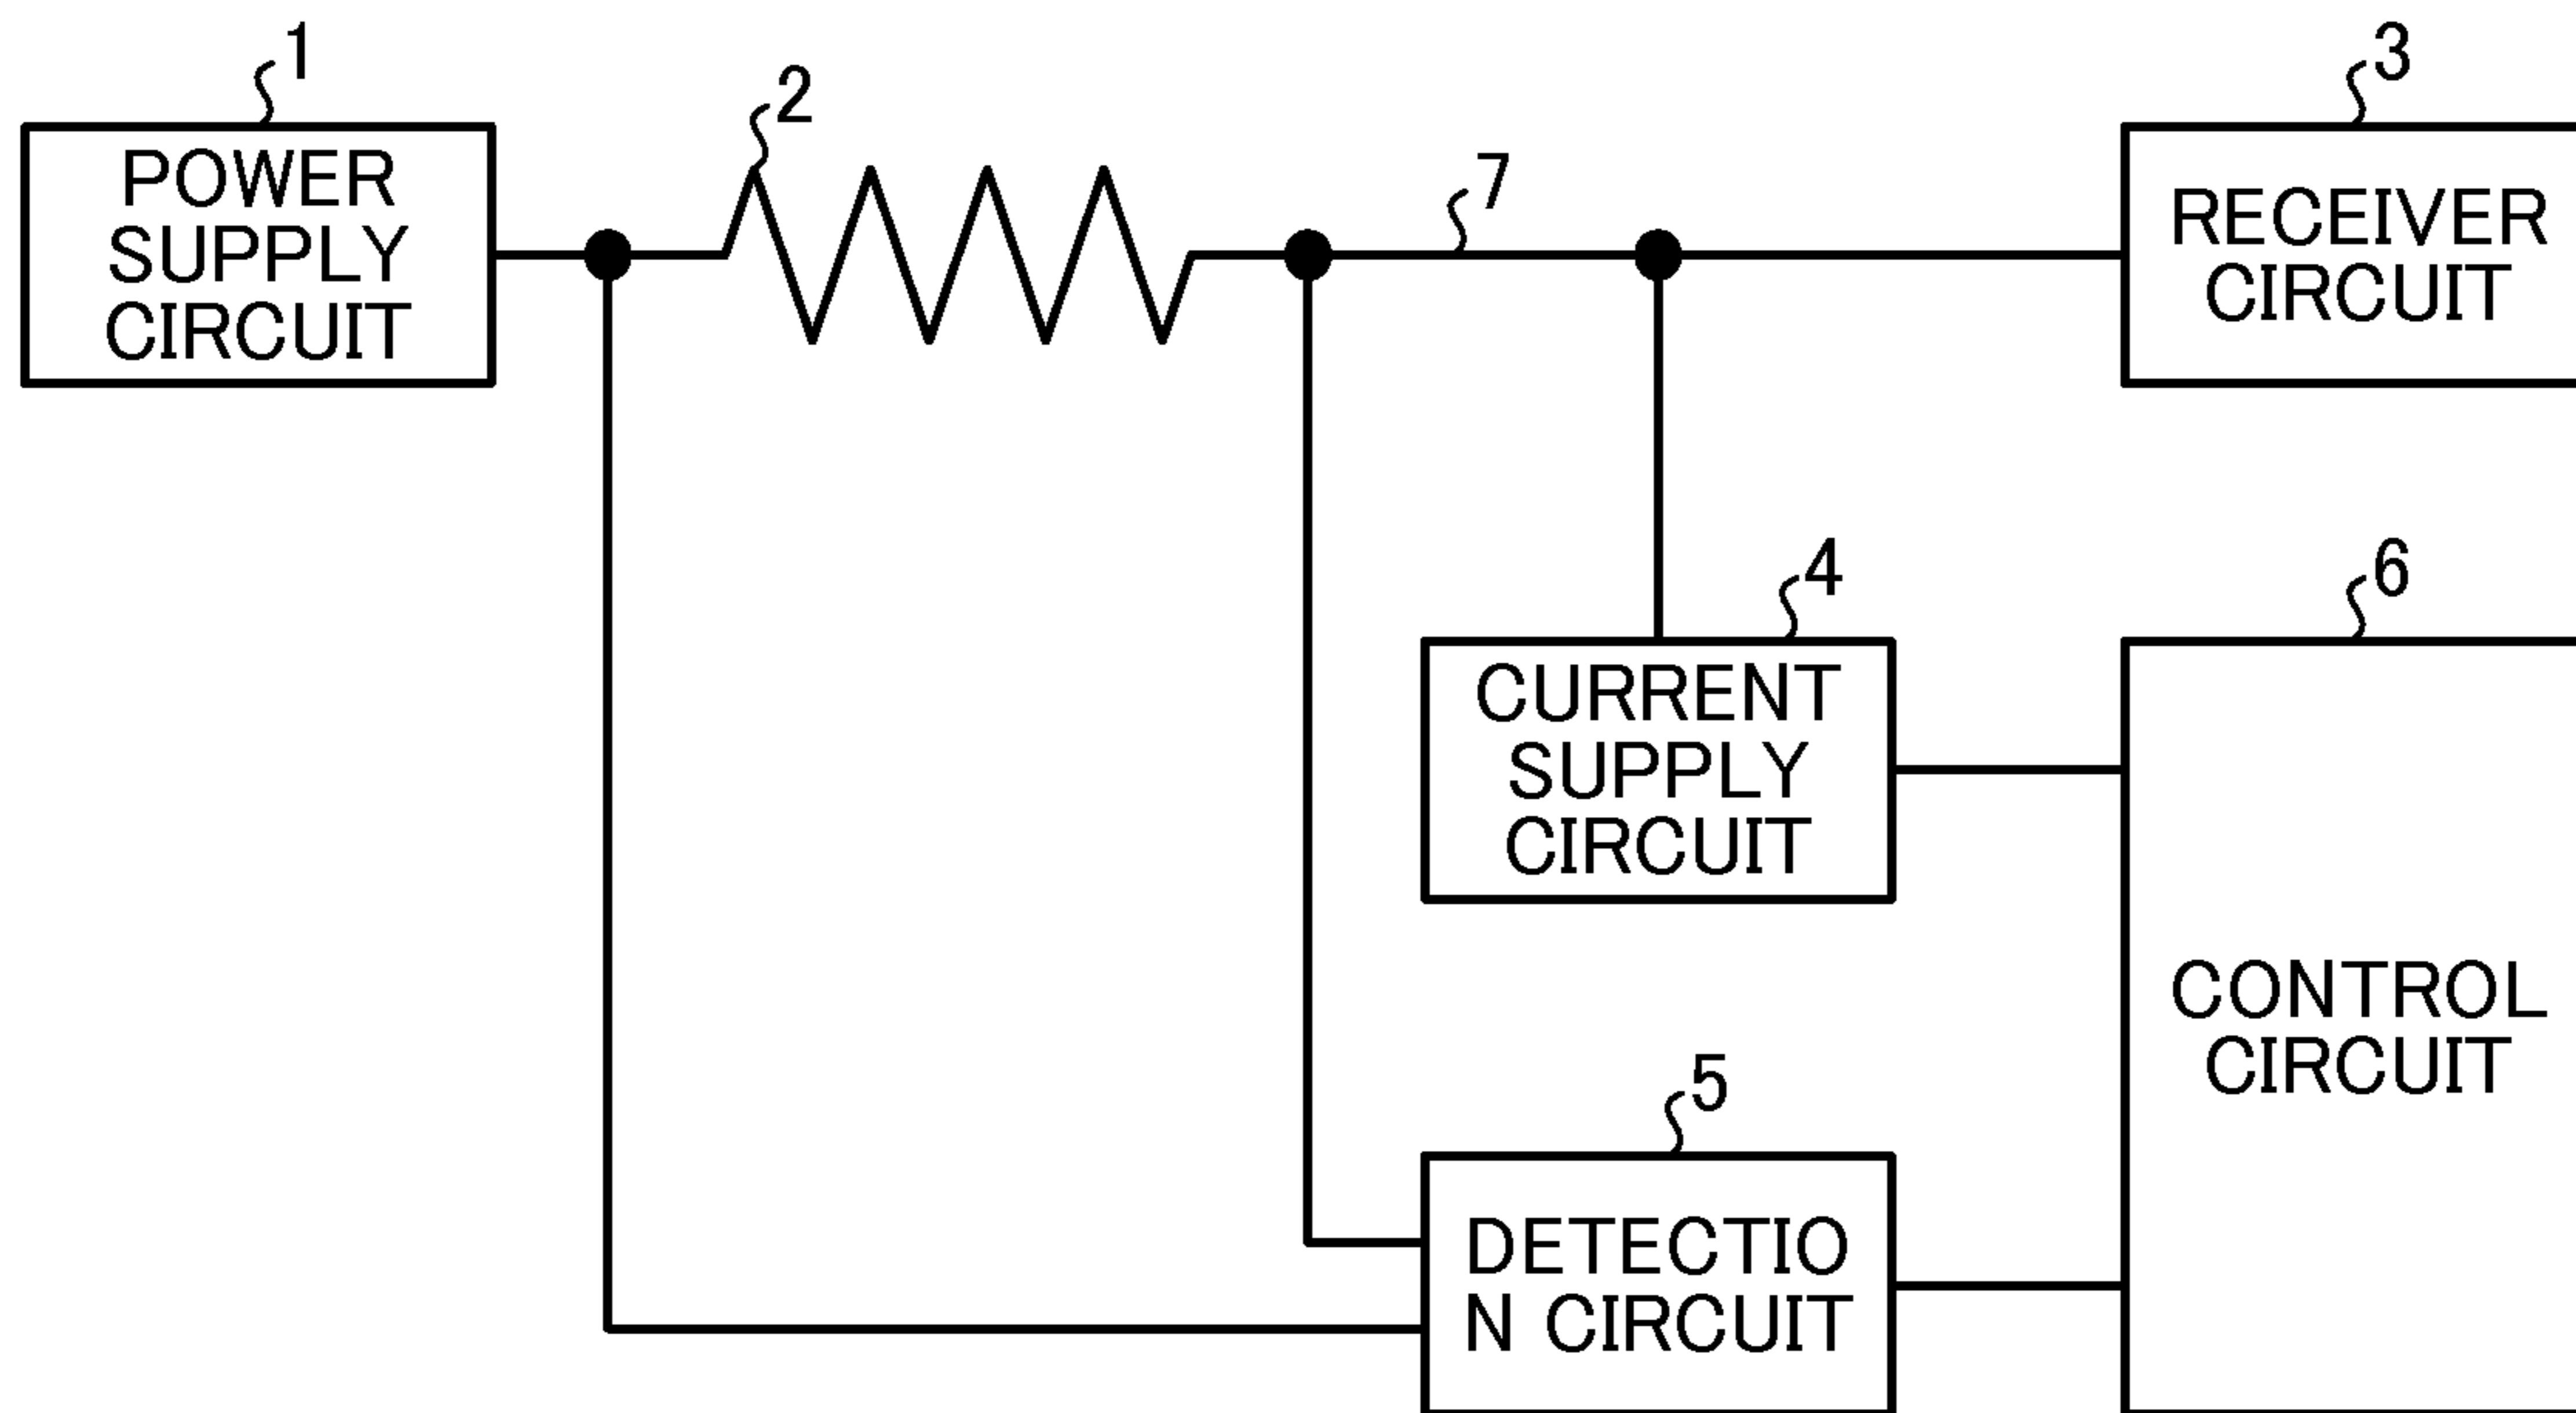 1
POWER
SUPPLY
CIRCUIT
2
7
3
RECEIVER
CIRCUIT
4
CURRENT
SUPPLY
CIRCUIT
6
CONTROL
CIRCUIT
5
DETECTIO
N CIRCUIT